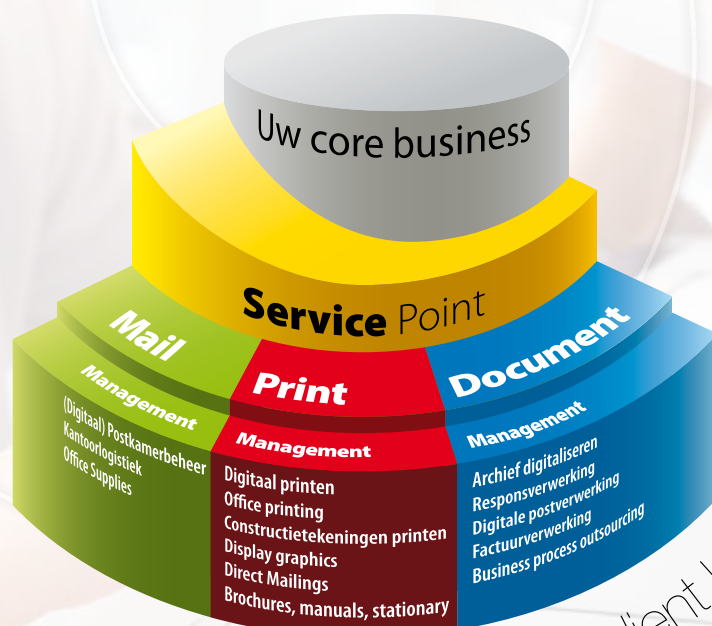 Uw core business
Service Point
Mail
Management
(Digitaal) Postkamerbeheer
Kantoorlogistiek
Office Supplies
Print
Management
Digitaal printen
Office printing
Constructietekeningen printen
Display graphics
Direct Mailings
Brochures, manuals, stationary
Document
Management
Archief digitaliseren
Responsverwerking
Digitale postverwerking
Factuurverwerking
Business process outsourcing